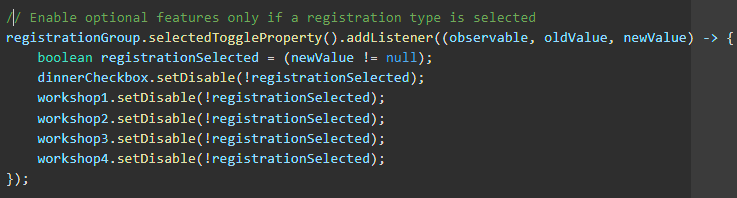 // Enable optional features only if a registration type is selected
registrationGroup.selectedToggleProperty().addListener((observable, oldValue, newValue) -> {
    boolean registrationSelected = (newValue != null);
    dinnerCheckbox.setDisable(!registrationSelected);
    workshop1.setDisable(!registrationSelected);
    workshop2.setDisable(!registrationSelected);
    workshop3.setDisable(!registrationSelected);
    workshop4.setDisable(!registrationSelected);
});